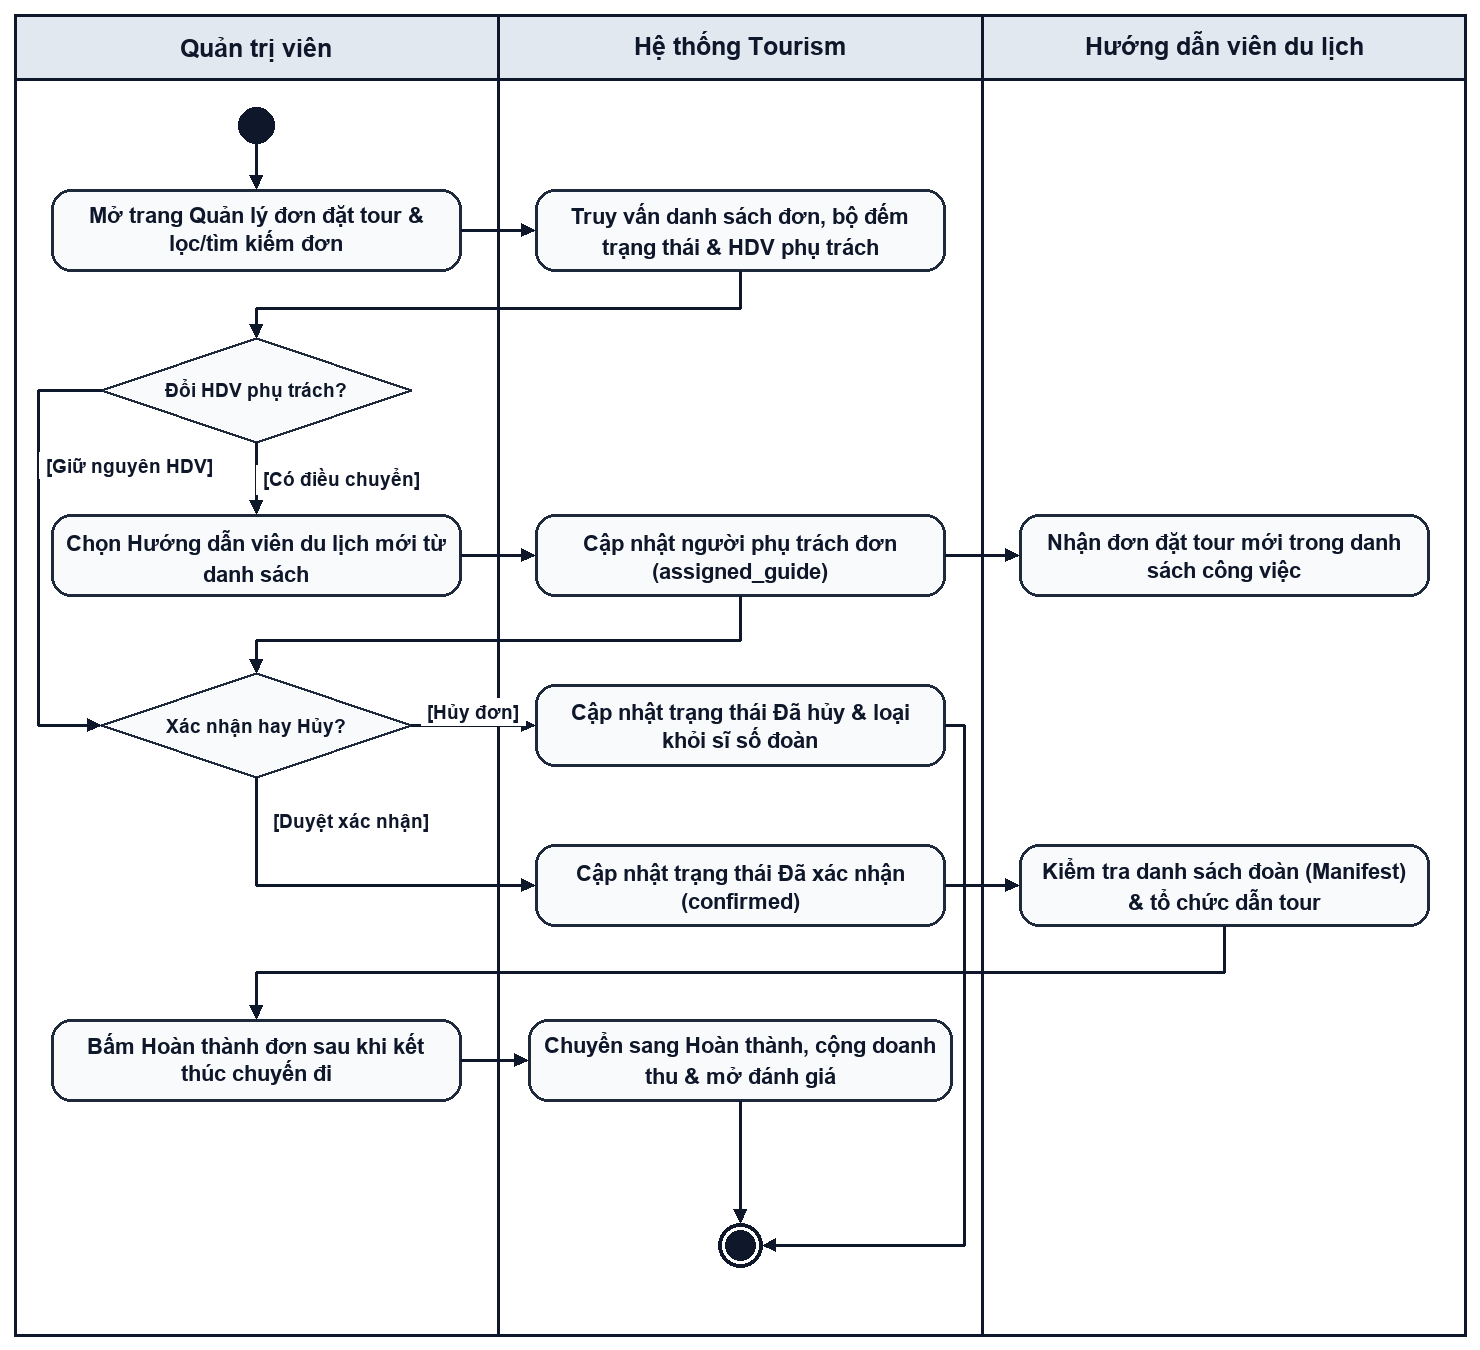 Quản trị viên
Hệ thống Tourism
Hướng dẫn viên du lịch
Mở trang Quản lý đơn đặt tour &
lọc/tìm kiếm đơn
Truy vấn danh sách đơn, bộ đếm
trạng thái & HDV phụ trách
Đổi HDV phụ trách?
[Giữ nguyên HDV]
[Có điều chuyển]
Chọn Hướng dẫn viên du lịch mới từ
danh sách
Cập nhật người phụ trách đơn
(assigned_guide)
Nhận đơn đặt tour mới trong danh
sách công việc
Xác nhận hay Hủy?
[Hủy đơn]
Cập nhật trạng thái Đã hủy & loại
khỏi sĩ số đoàn
[Duyệt xác nhận]
Cập nhật trạng thái Đã xác nhận
(confirmed)
Kiểm tra danh sách đoàn (Manifest)
& tổ chức dẫn tour
Bấm Hoàn thành đơn sau khi kết
thúc chuyến đi
Chuyển sang Hoàn thành, cộng doanh
thu & mở đánh giá